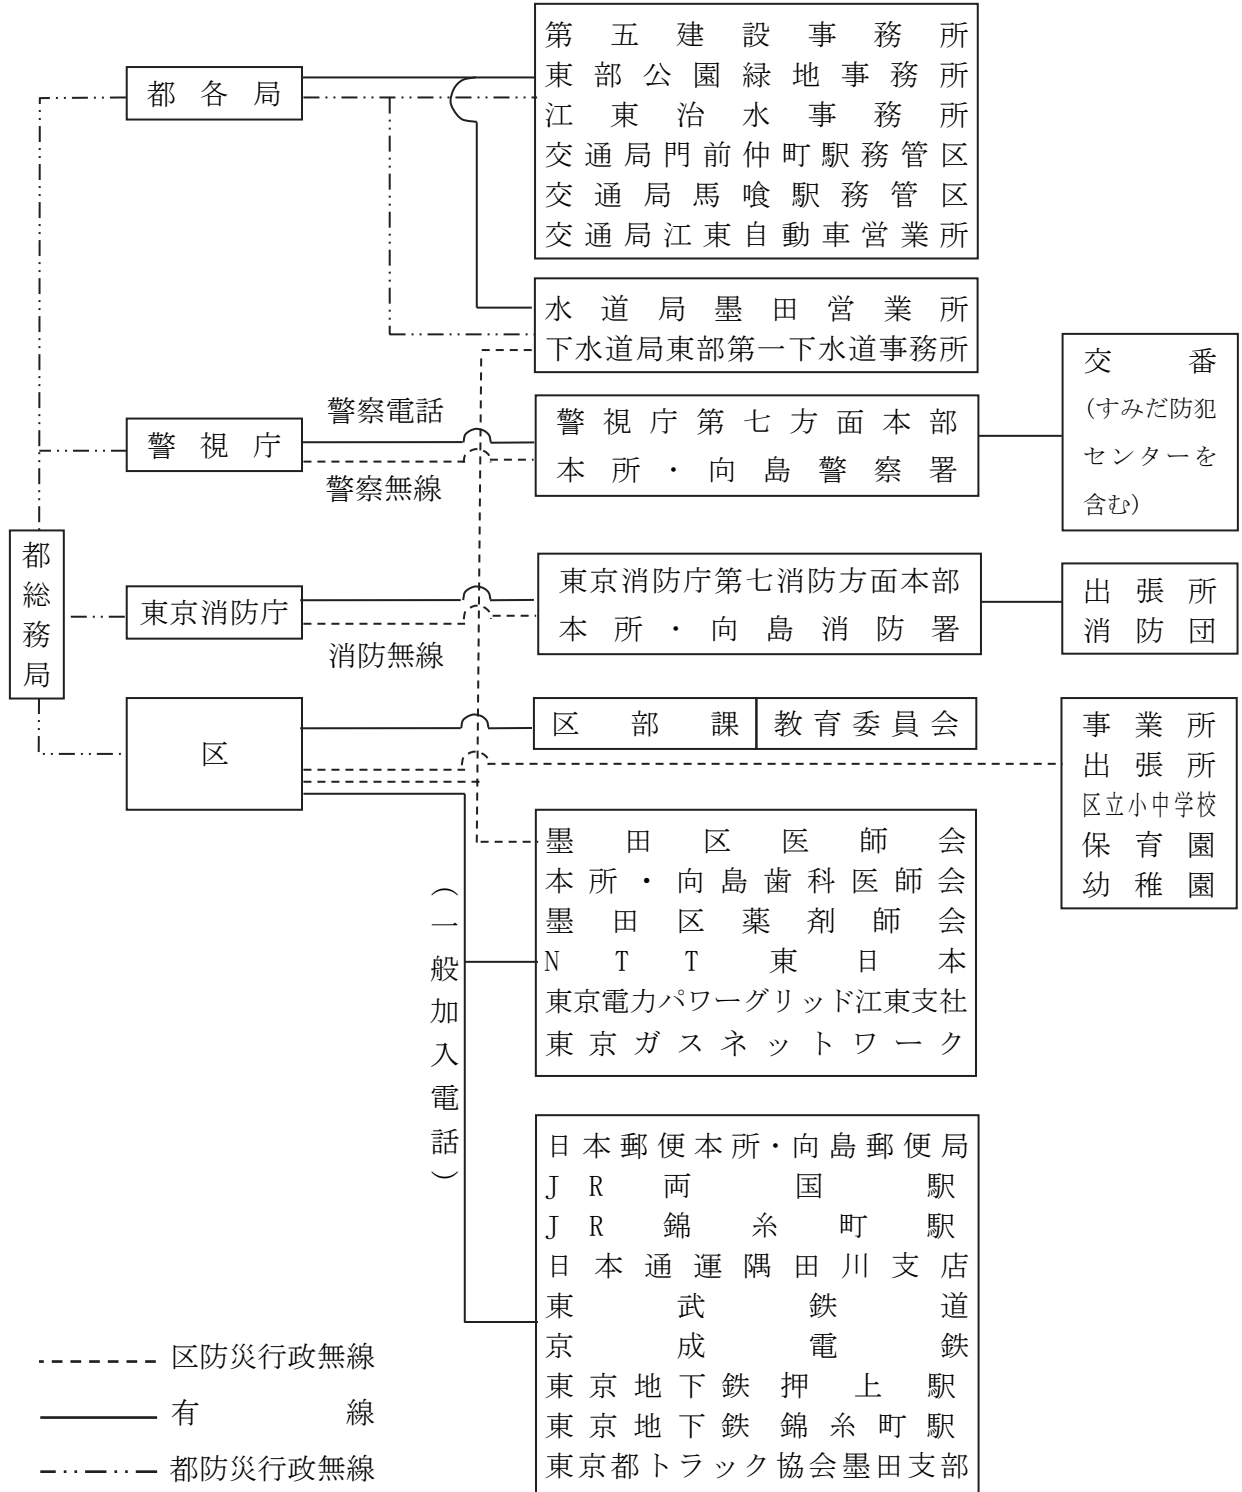 第五建設事務所
東部公園緑地事務所
江東治水事務所
交通局門前仲町駅務管区
交通局馬喰駅務管区
交通局江東自動車営業所
都各局
水道局墨田営業所
下水道局東部第一下水道事務所
交番
(すみだ防犯
センターを
含む)
警察電話
警視庁
警察無線
警視庁第七方面本部
本所・向島警察署
都総務局
東京消防庁
消防無線
東京消防庁第七消防方面本部
本所・向島消防署
出張所
消防団
区
区部課
教育委員会
事業所
出張所
区立小中学校
保育園
幼稚園
(一般加入電話)
墨田区医師会
本所・向島歯科医師会
墨田区薬剤師会
NTT東日本
東京電力パワーグリッド江東支社
東京ガスネットワーク
日本郵便本所・向島郵便局
JR両国駅
JR錦糸町駅
日本通運隅田川支店
東武鉄道
京成電鉄
東京地下鉄押上駅
東京地下鉄錦糸町駅
東京都トラック協会墨田支部
区防災行政無線
有線
都防災行政無線